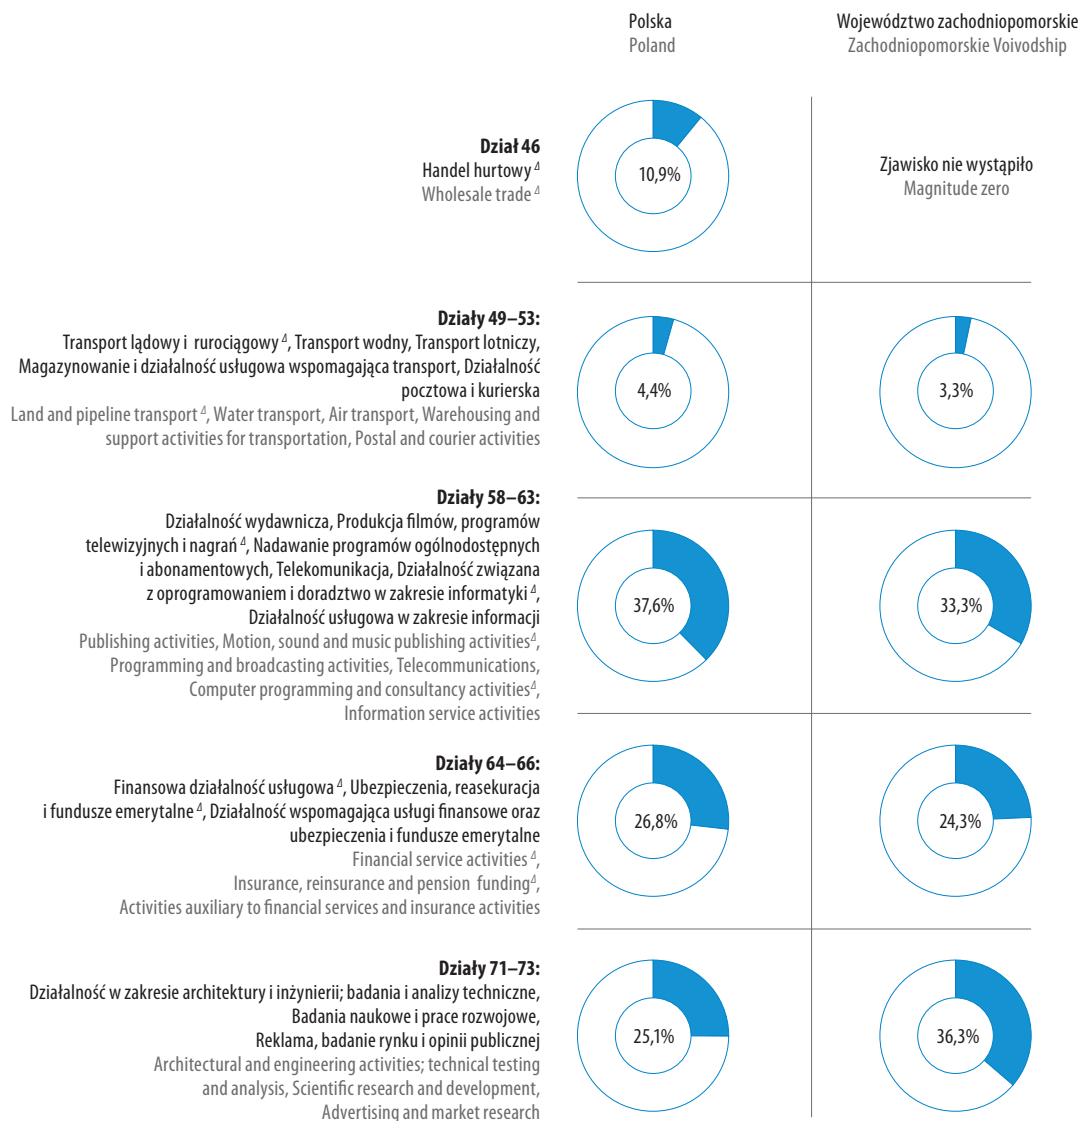 Polska
Poland
Województwo zachodniopomorskie
Zachodniopomorskie Voivodship
Dział 46
Handel hurtowy Δ
Wholesale trade Δ
10,9%
Zjawisko nie wystąpiło
Magnitude zero
Działy 49–53:
Transport lądowy i rurociągowy Δ, Transport wodny, Transport lotniczy,
Magazynowanie i działalność usługowa wspomagająca transport, Działalność
pocztowa i kurierska
Land and pipeline transport Δ, Water transport, Air transport, Warehousing and
support activities for transportation, Postal and courier activities
4,4%
3,3%
Działy 58–63:
Działalność wydawnicza, Produkcja filmów, programów
telewizyjnych i nagrań Δ, Nadawanie programów ogólnodostępnych
i abonamentowych, Telekomunikacja, Działalność związana
z oprogramowaniem i doradztwo w zakresie informatyki Δ,
Działalność usługowa w zakresie informacji
Publishing activities, Motion, sound and music publishing activities Δ,
Programming and broadcasting activities, Telecommunications,
Computer programming and consultancy activities Δ,
Information service activities
37,6%
33,3%
Działy 64–66:
Finansowa działalność usługowa Δ, Ubezpieczenia, reasekuracja
i fundusze emerytalne Δ, Działalność wspomagająca usługi finansowe oraz
ubezpieczenia i fundusze emerytalne
Financial service activities Δ,
Insurance, reinsurance and pension funding Δ,
Activities auxiliary to financial services and insurance activities
26,8%
24,3%
Działy 71–73:
Działalność w zakresie architektury i inżynierii; badania i analizy techniczne,
Badania naukowe i prace rozwojowe,
Reklama, badanie rynku i opinii publicznej
Architectural and engineering activities; technical testing
and analysis, Scientific research and development,
Advertising and market research
25,1%
36,3%